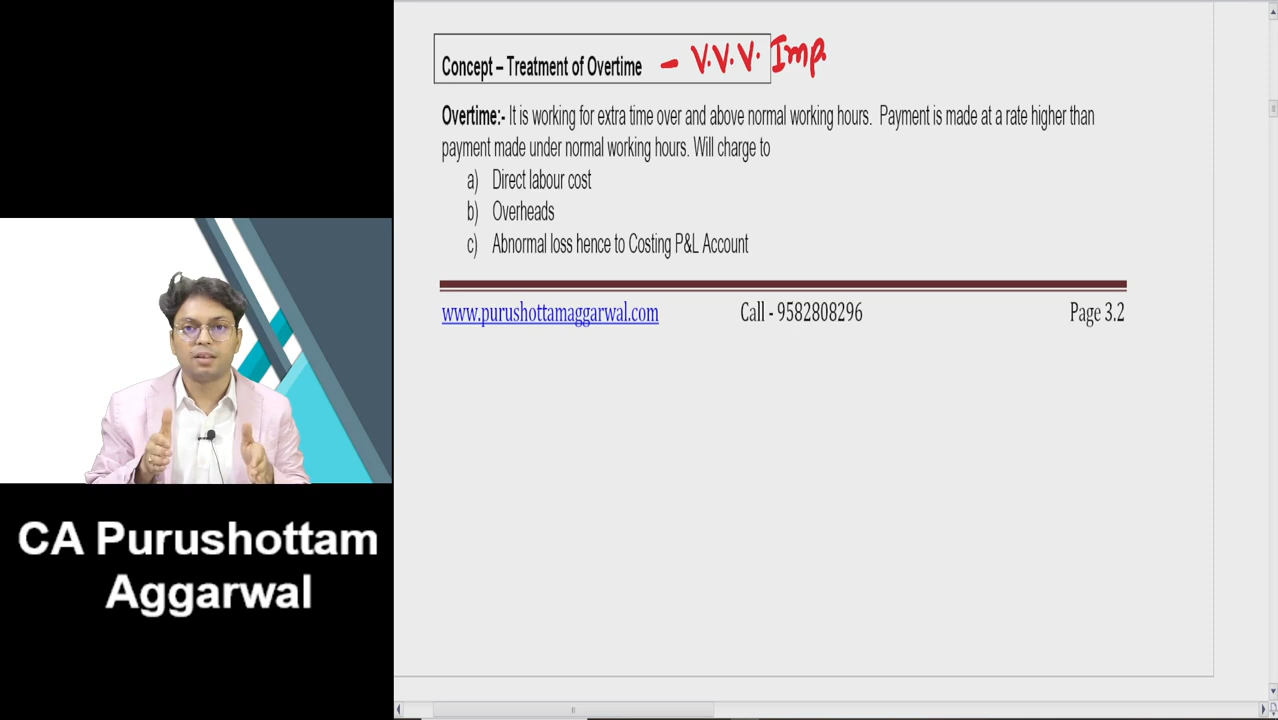 Concept – Treatment of Overtime - V.V.V. Imp.
Overtime:- It is working for extra time over and above normal working hours. Payment is made at a rate higher than
payment made under normal working hours. Will charge to
a) Direct labour cost
b) Overheads
c) Abnormal loss hence to Costing P&L Account
www.purushottamaggarwal.com Call - 9582808296 Page 3.2
CA Purushottam
Aggarwal